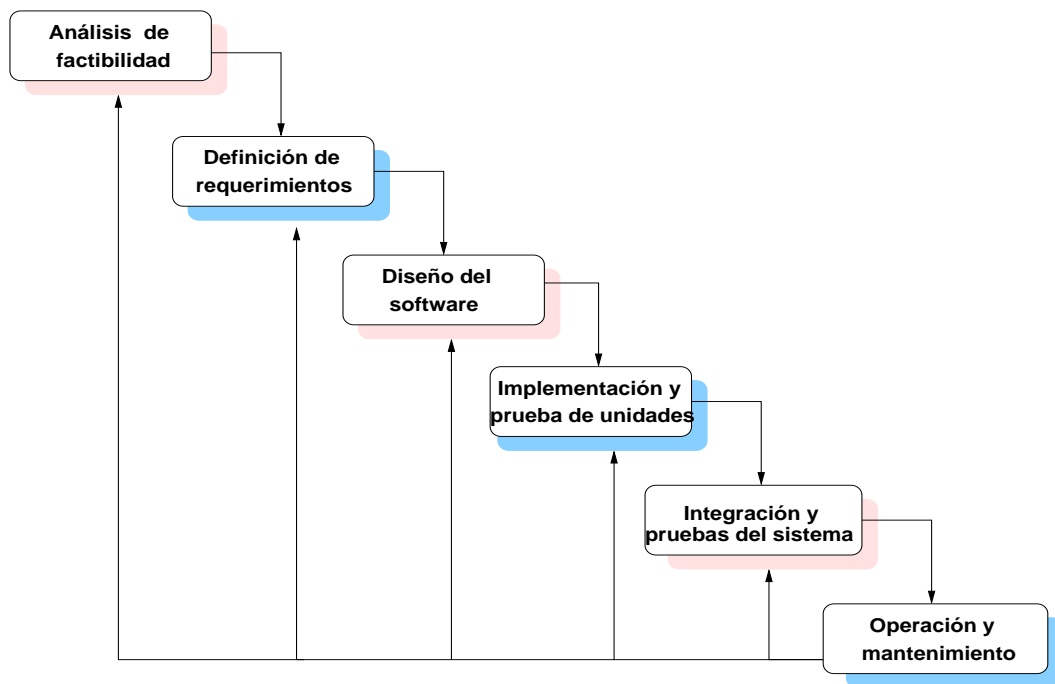 Análisis de
factibilidad
Definición de
requerimientos
Diseño del
software
Implementación y
prueba de unidades
Integración y
pruebas del sistema
Operación y
mantenimiento